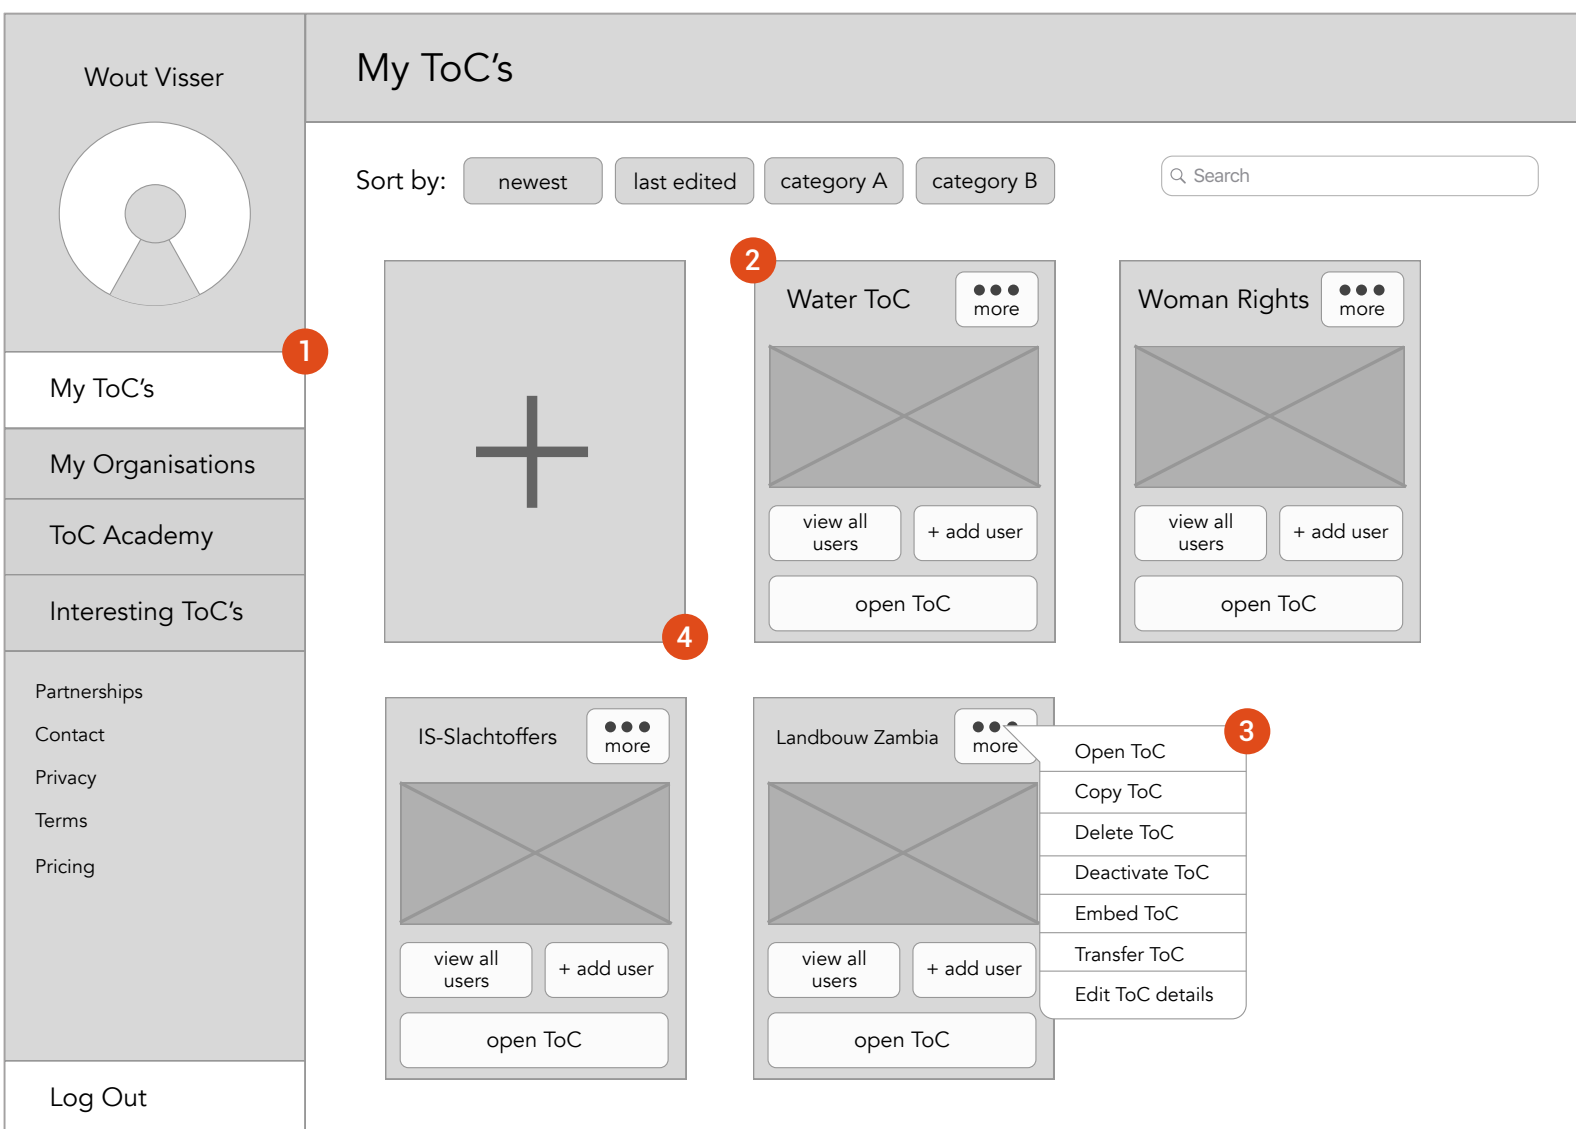 Wout Visser
My ToC's
1
My ToC's
My Organisations
ToC Academy
Interesting ToC's
Partnerships
Contact
Privacy
Terms
Pricing
Log Out
Sort by:
newest
last edited
category A
category B
Search
4
2
Water ToC
more
view all
users
+ add user
open ToC
Woman Rights
more
view all
users
+ add user
open ToC
IS-Slachtoffers
more
view all
users
+ add user
open ToC
Landbouw Zambia
more
view all
users
+ add user
open ToC
3
Open ToC
Copy ToC
Delete ToC
Deactivate ToC
Embed ToC
Transfer ToC
Edit ToC details